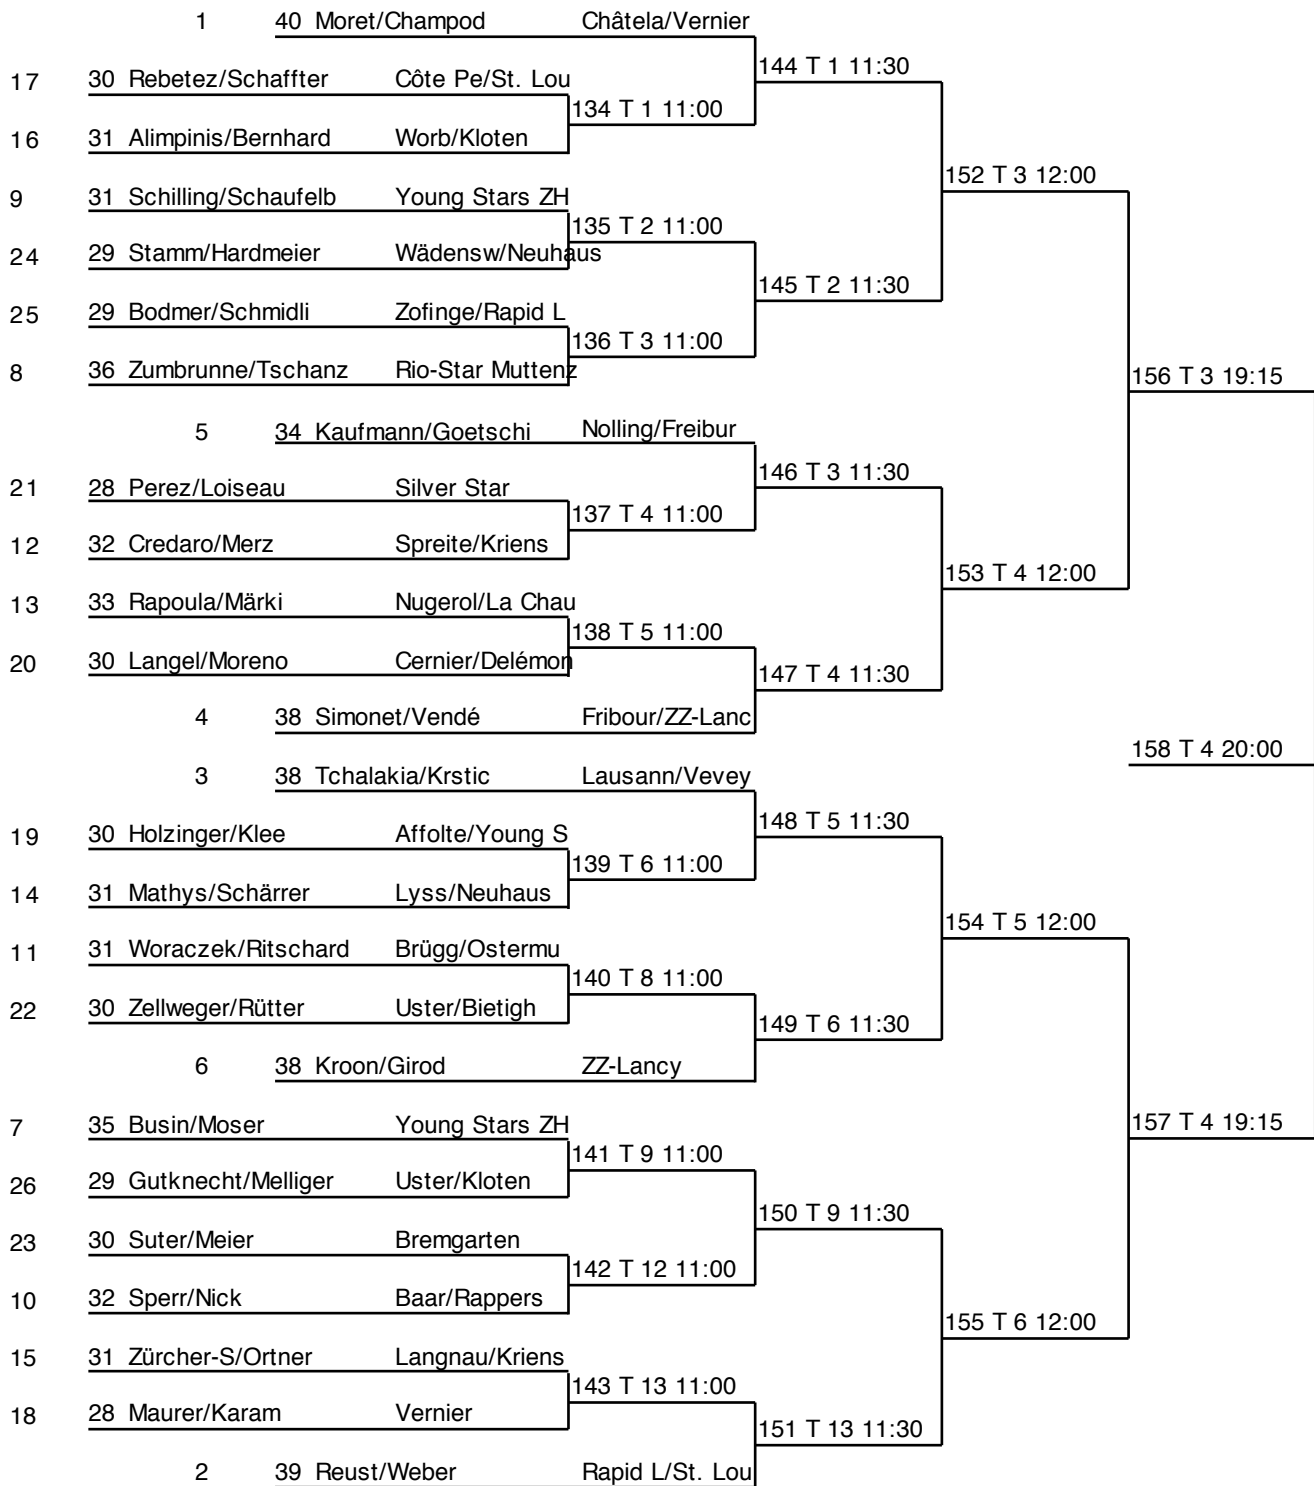 1 40 Moret/Champod Châtela/Vernier
144 T 1 11:30
17 30 Rebetez/Schaffter Côte Pe/St. Lou
134 T 1 11:00
16 31 Alimpinis/Bernhard Worb/Kloten
152 T 3 12:00
9 31 Schilling/Schaufelb Young Stars ZH
135 T 2 11:00
24 29 Stamm/Hardmeier Wädensw/Neuhaus
145 T 2 11:30
25 29 Bodmer/Schmidli Zofinge/Rapid L
136 T 3 11:00
8 36 Zumbrunne/Tschanz Rio-Star Muttenz
156 T 3 19:15
5 34 Kaufmann/Goetschi Nolling/Freibur
146 T 3 11:30
21 28 Perez/Loiseau Silver Star
137 T 4 11:00
12 32 Credaro/Merz Spreite/Kriens
153 T 4 12:00
13 33 Rapoula/Märki Nugerol/La Chau
138 T 5 11:00
20 30 Langel/Moreno Cernier/Delémon
147 T 4 11:30
4 38 Simonet/Vendé Fribour/ZZ-Lanc
158 T 4 20:00
3 38 Tchalakia/Krstic Lausann/Vevey
148 T 5 11:30
19 30 Holzinger/Klee Affolte/Young S
139 T 6 11:00
14 31 Mathys/Schärrer Lyss/Neuhaus
154 T 5 12:00
11 31 Woraczek/Ritschard Brügg/Ostermu
140 T 8 11:00
22 30 Zellweger/Rütter Uster/Bietigh
149 T 6 11:30
6 38 Kroon/Girod ZZ-Lancy
7 35 Busin/Moser Young Stars ZH
157 T 4 19:15
141 T 9 11:00
26 29 Gutknecht/Melliger Uster/Kloten
150 T 9 11:30
23 30 Suter/Meier Bremgarten
142 T 12 11:00
10 32 Sperr/Nick Baar/Rappers
155 T 6 12:00
15 31 Zürcher-S/Ortner Langnau/Kriens
143 T 13 11:00
18 28 Maurer/Karam Vernier
151 T 13 11:30
2 39 Reust/Weber Rapid L/St. Lou